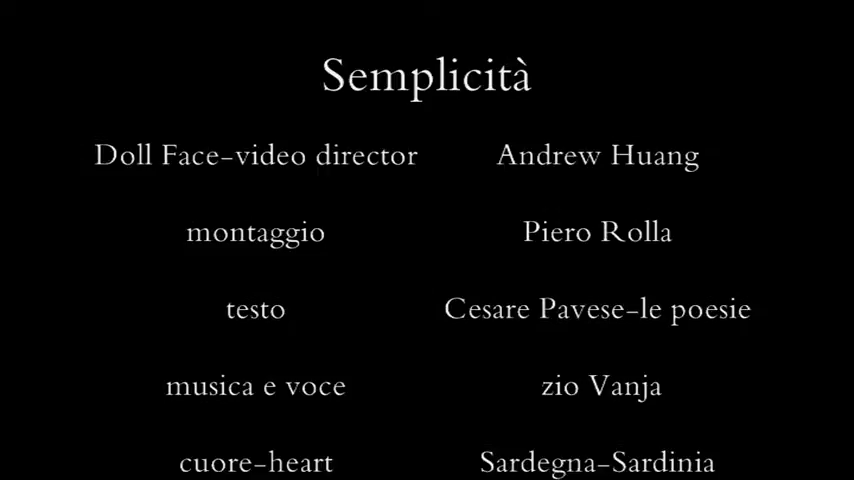 Semplicità
Doll Face-video director Andrew Huang
montaggio Piero Rolla
testo Cesare Pavese-le poesie
musica e voce zio Vanja
cuore-heart Sardegna-Sardinia